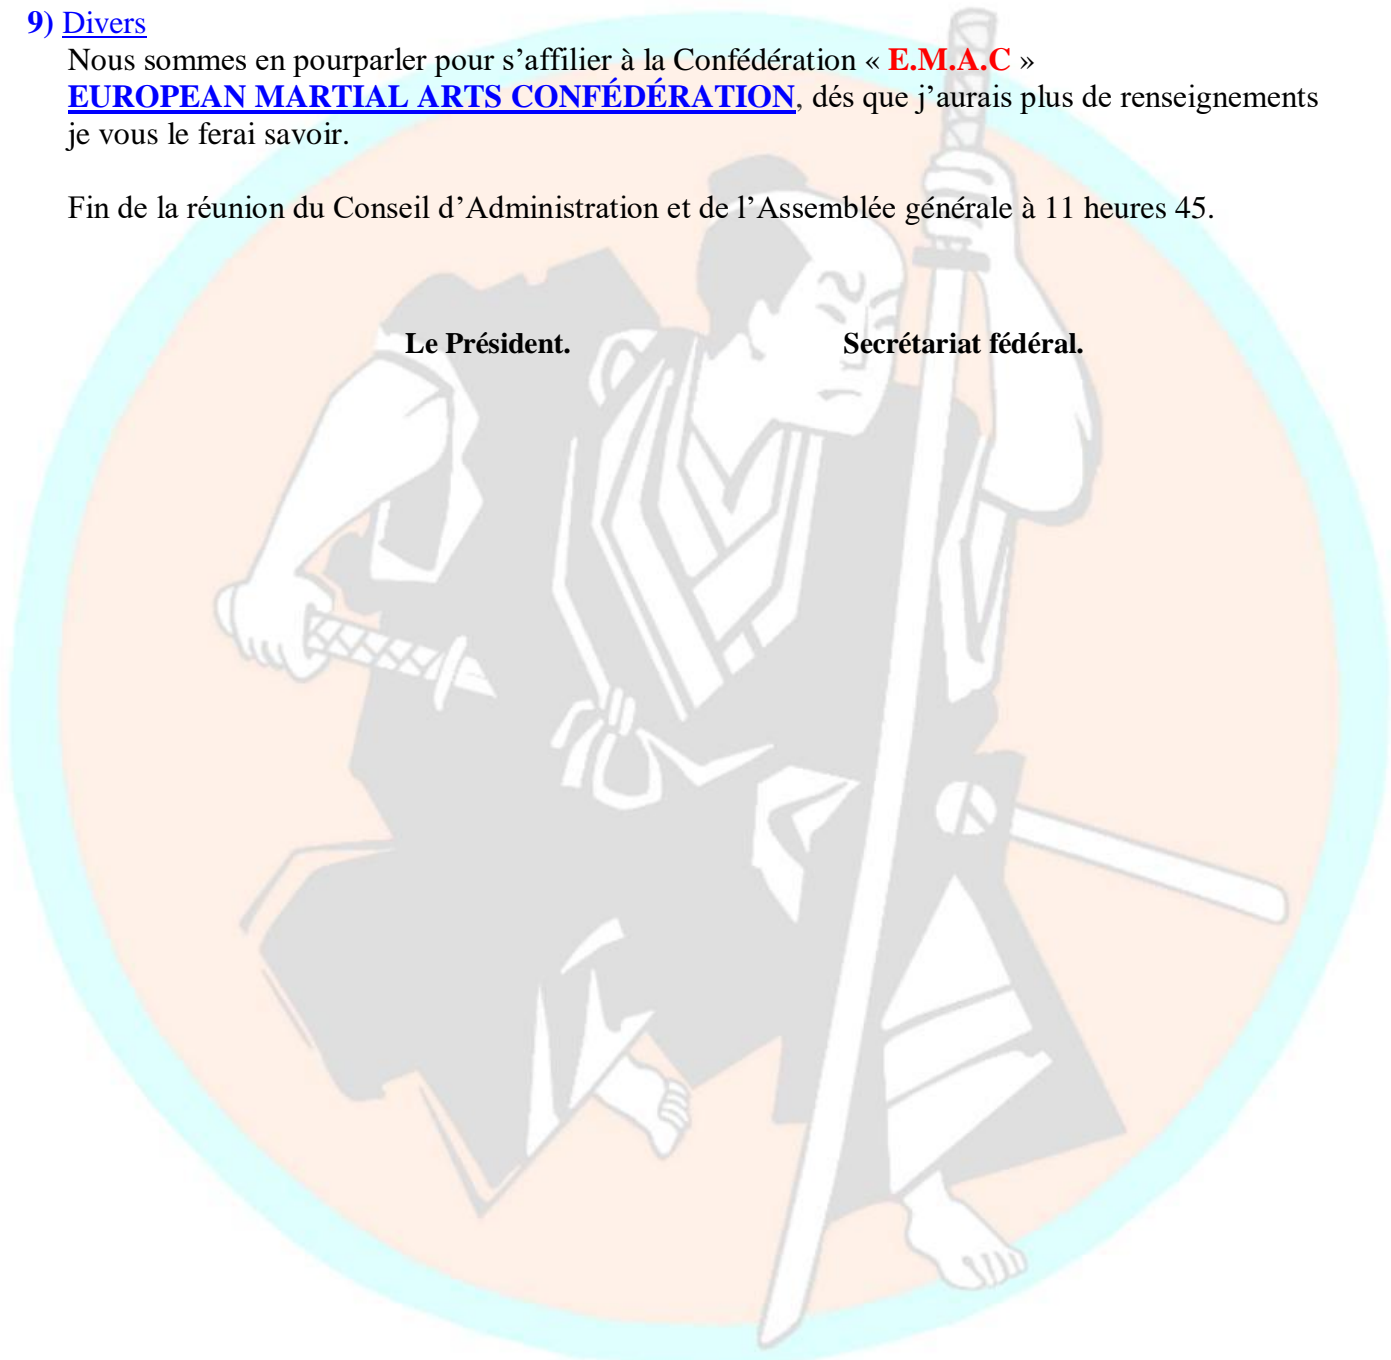 9) Divers
Nous sommes en pourparler pour s’affilier à la Confédération « E.M.A.C »
EUROPEAN MARTIAL ARTS CONFÉDÉRATION, dés que j’aurais plus de renseignements
je vous le ferai savoir.
Fin de la réunion du Conseil d’Administration et de l’Assemblée générale à 11 heures 45.
Le Président. Secrétariat fédéral.